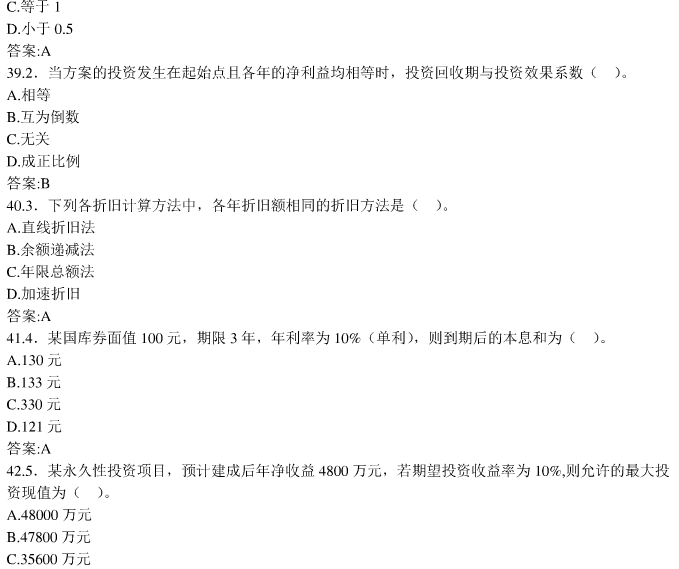 C.等于 1
D.小于 0.5
答案:A
39.2．当方案的投资发生在起始点且各年的净利益均相等时，投资回收期与投资效果系数（　）。
A.相等
B.互为倒数
C.无关
D.成正比例
答案:B
40.3．下列各折旧计算方法中，各年折旧额相同的折旧方法是（　）。
A.直线折旧法
B.余额递减法
C.年限总额法
D.加速折旧
答案:A
41.4．某国库券面值 100 元，期限 3 年，年利率为 10%（单利），则到期后的本息和为（　）。
A.130 元
B.133 元
C.330 元
D.121 元
答案:A
42.5．某永久性投资项目，预计建成后年净收益 4800 万元，若期望投资收益率为 10%,则允许的最大投
资现值为（　）。
A.48000 万元
B.47800 万元
C.35600 万元